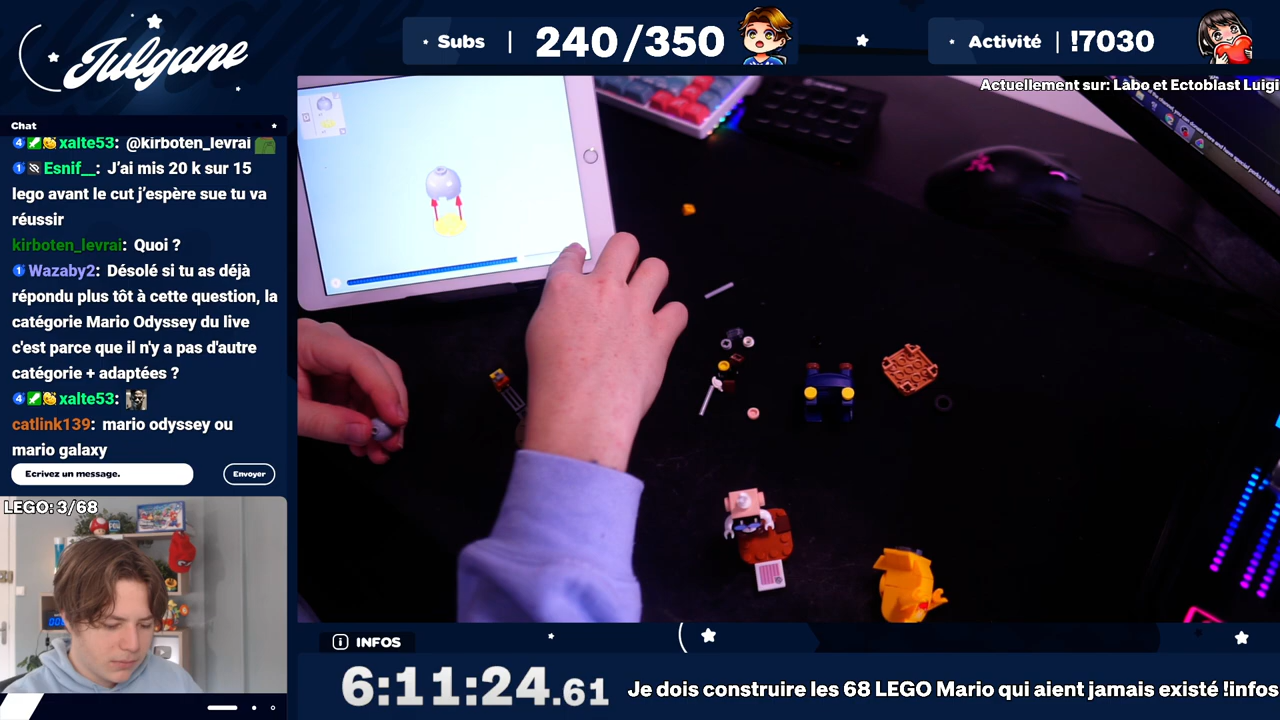 Julgane
Subs | 240/350
Activité | !7030
Actuellement sur: Labo et Ectoblast Luigi
Chat
4 xalte53: @kirboten_levrai
1 Esnif__: J'ai mis 20 k sur 15
lego avant le cut j'espère sue tu va
réussir
kirboten_levrai: Quoi ?
1 Wazaby2: Désolé si tu as déjà
répondu plus tôt à cette question, la
catégorie Mario Odyssey du live
c'est parce que il n'y a pas d'autre
catégorie + adaptées ?
4 xalte53:
catlink139: mario odyssey ou
mario galaxy
Ecrivez un message.
Envoyer
LEGO: 3/68
INFOS
6:11:24.61
Je dois construire les 68 LEGO Mario qui aient jamais existé !infos